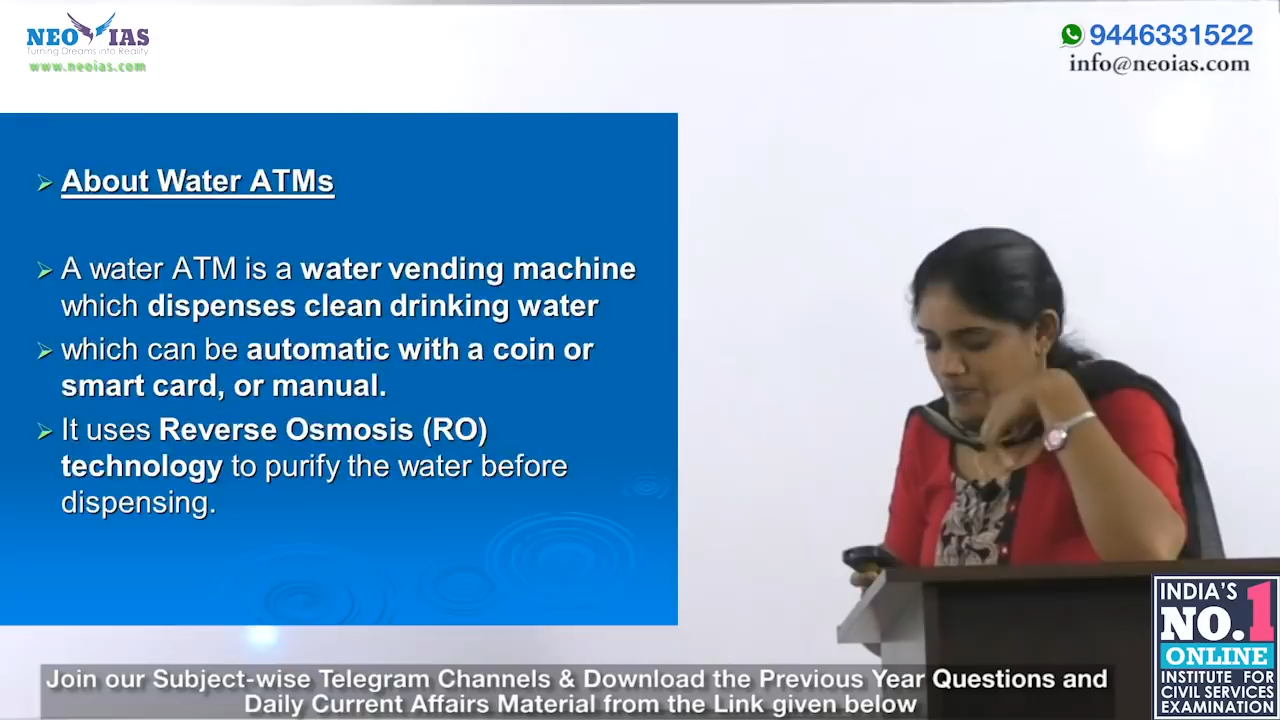 NEO IAS
Turning Dreams into Reality
www.neoias.com
9446331522
info@neoias.com
About Water ATMs
A water ATM is a water vending machine
which dispenses clean drinking water
which can be automatic with a coin or
smart card, or manual.
It uses Reverse Osmosis (RO)
technology to purify the water before
dispensing.
INDIA'S
NO.1
ONLINE
INSTITUTE FOR
CIVIL SERVICES
EXAMINATION
Join our Subject-wise Telegram Channels & Download the Previous Year Questions and
Daily Current Affairs Material from the Link given below